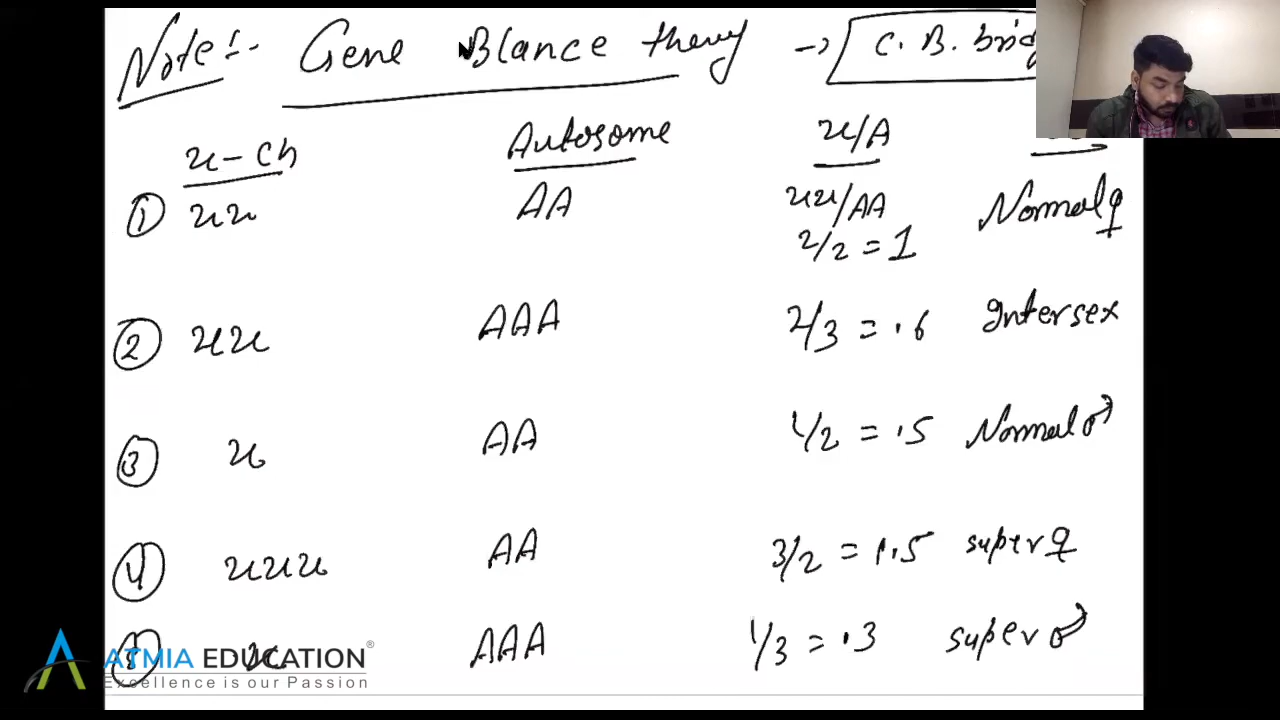 Note:- Gene Blance theory → C. B. bridg
x-ch Autosome x/A
① xx AA xx/AA Normal ♀
2/2 = 1
② xx AAA 2/3 = .6 Intersex
③ x AA 1/2 = .5 Normal ♂
④ xxx AA 3/2 = 1.5 super ♀
⑤ x AAA 1/3 = .3 super ♂
ATMIA EDUCATION®
Excellence is our Passion